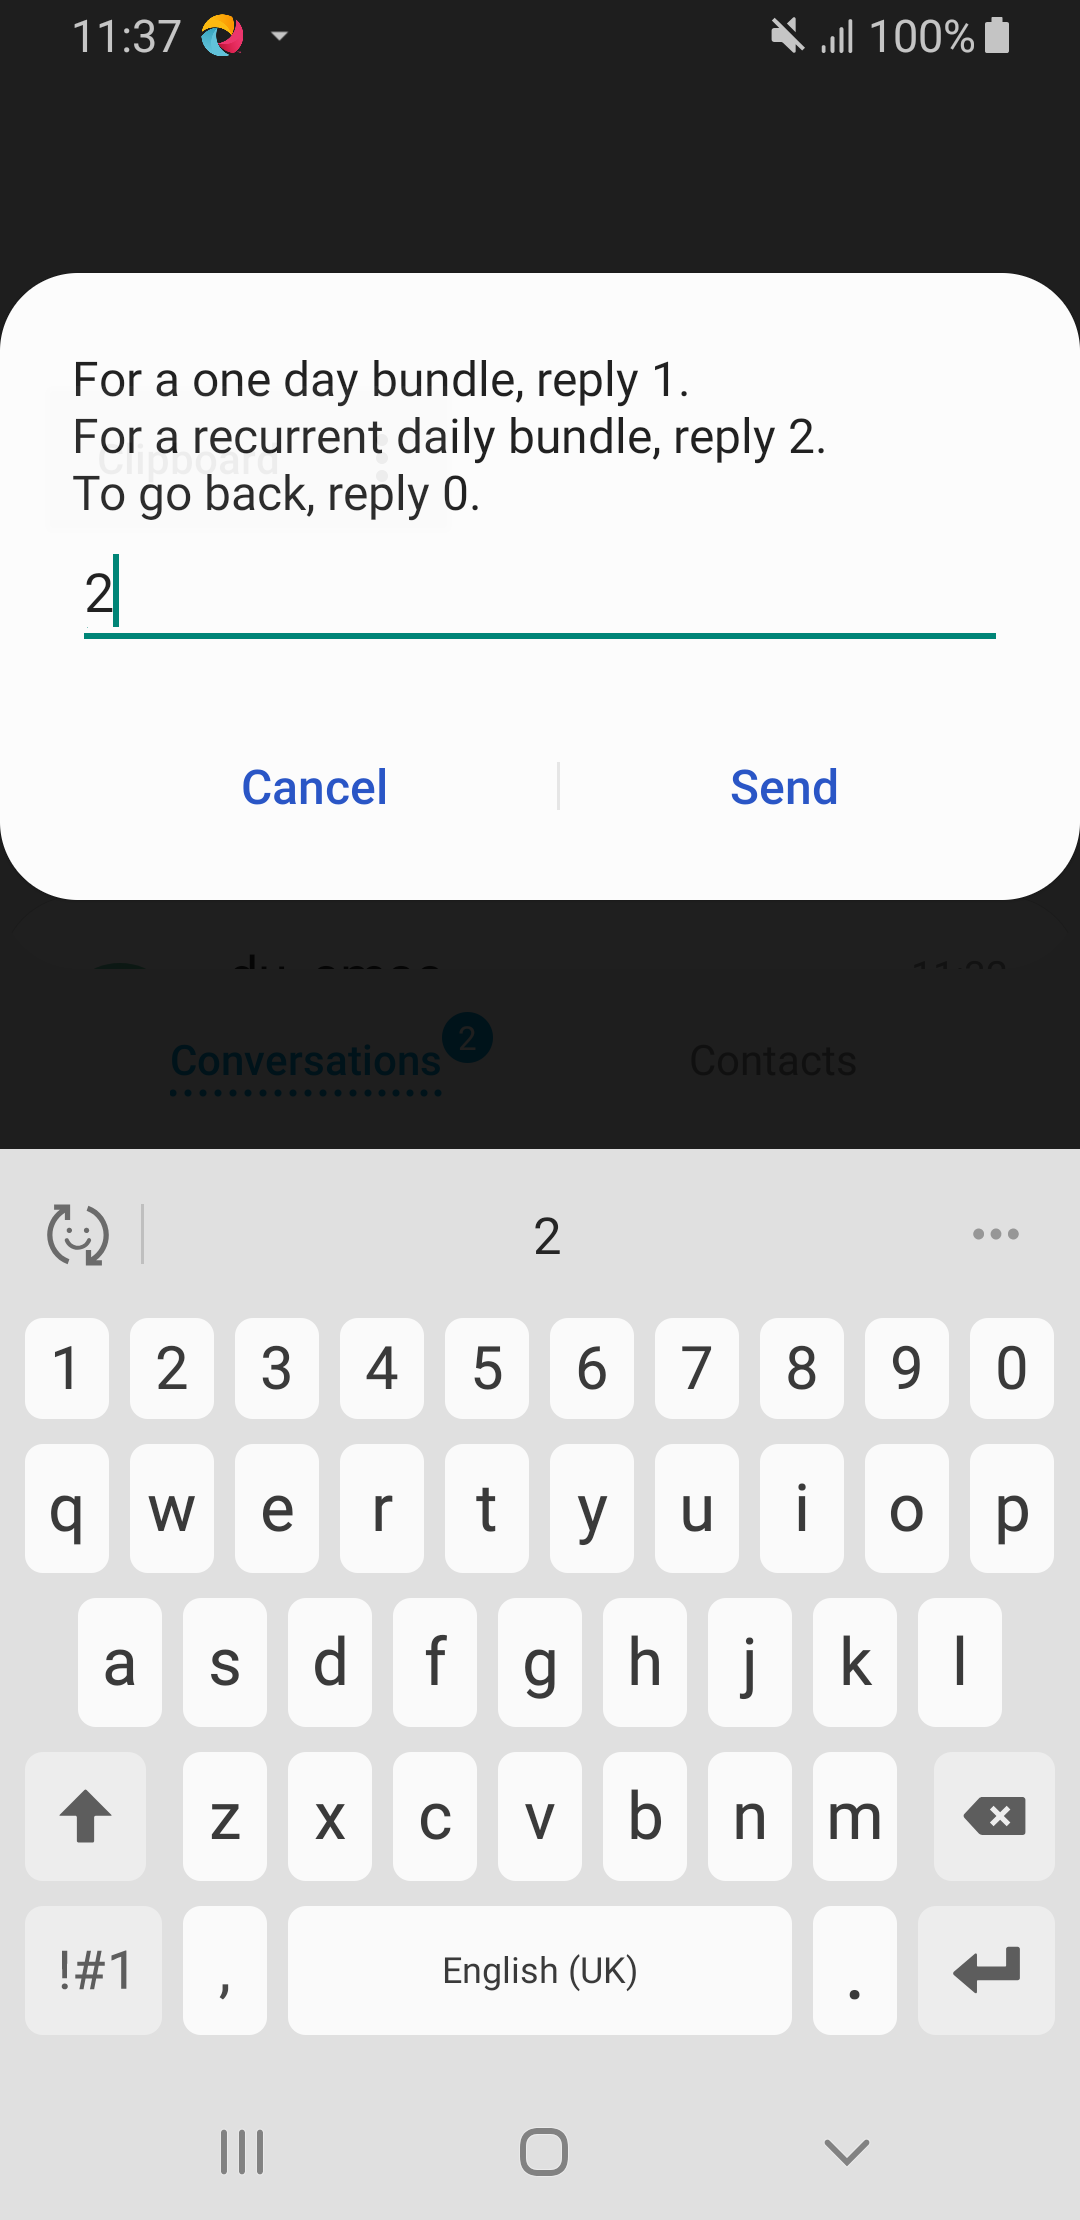 11:37 100%
For a one day bundle, reply 1.
For a recurrent daily bundle, reply 2.
Clipboard
To go back, reply 0.
2
Cancel Send
11:
Conversations 2 Contacts
2
1 2 3 4 5 6 7 8 9 0
q w e r t y u i o p
a s d f g h j k l
z x c v b n m
!#1 , English (UK) .